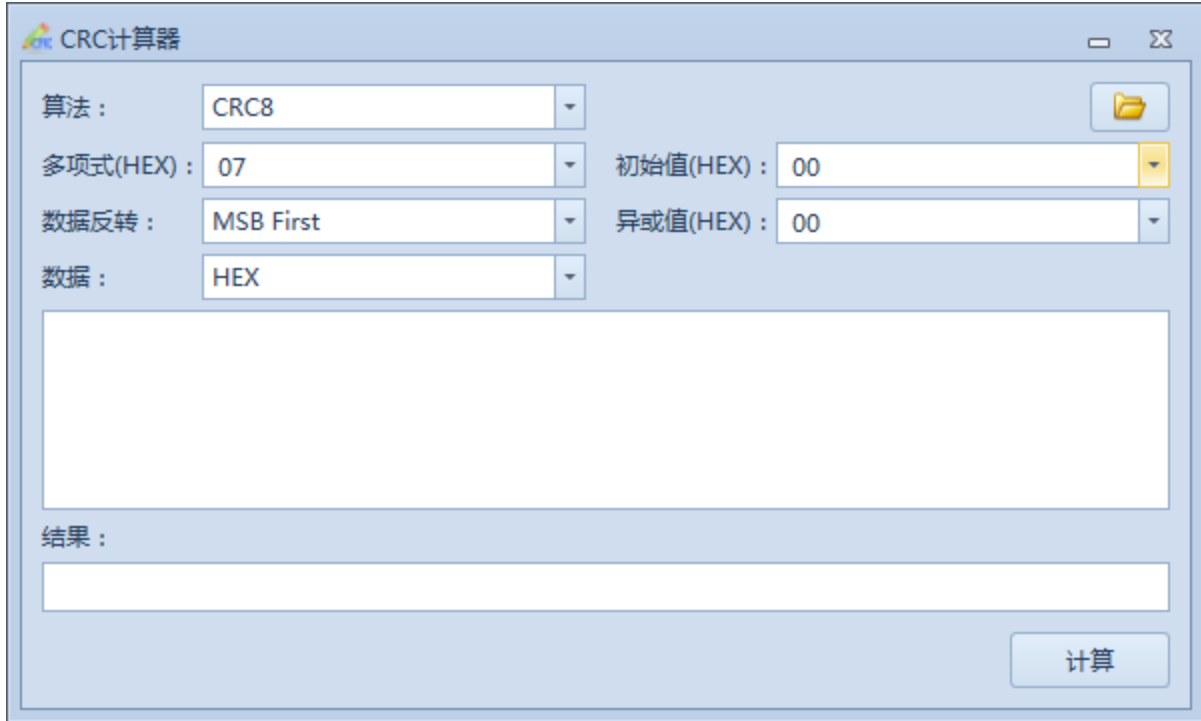 CRC计算器
算法： CRC8
多项式(HEX)： 07 初始值(HEX)： 00
数据反转： MSB First 异或值(HEX)： 00
数据： HEX
结果：
计算